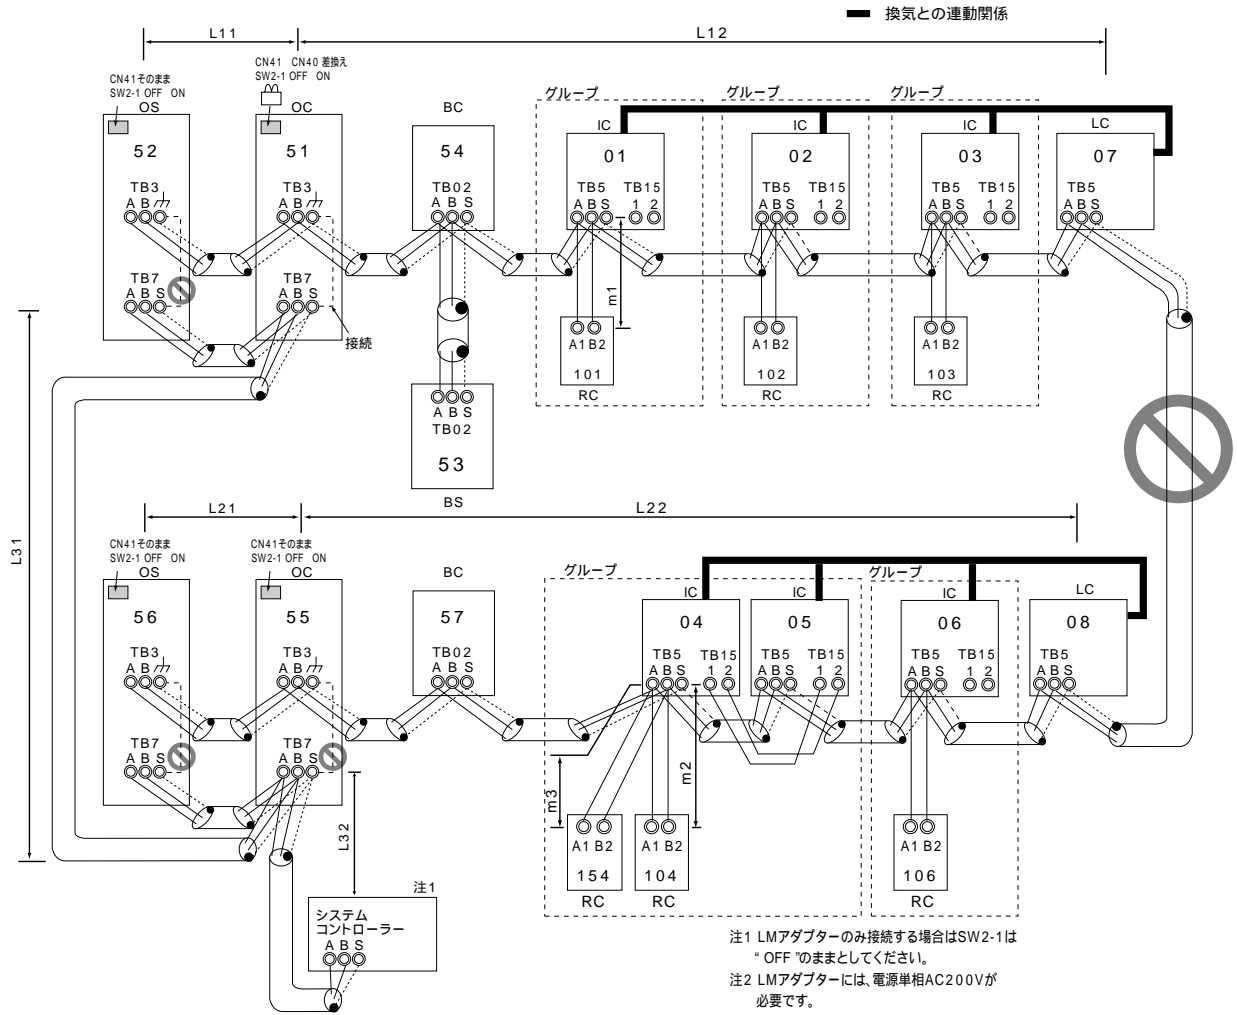 換気との連動関係
L11
L12
CN41そのまま
SW2-1 OFF ON
CN41 CN40 差換え
SW2-1 OFF ON
OS
OC
BC
グループ
グループ
グループ
IC
IC
IC
LC
52
51
54
01
02
03
07
TB3
TB3
TB02
TB5 TB15
TB5 TB15
TB5 TB15
TB5
A B
A B
A B S
A B S 1 2
A B S 1 2
A B S 1 2
A B S
TB7
TB7
A B S
A B S
接続
m1
A1 B2
A1 B2
A1 B2
101
102
103
RC
RC
RC
A B S
TB02
53
BS
L31
L21
L22
CN41そのまま
SW2-1 OFF ON
CN41そのまま
SW2-1 OFF ON
OS
OC
BC
グループ
グループ
IC
IC
IC
LC
56
55
57
04
05
06
08
TB3
TB3
TB02
TB5 TB15
TB5 TB15
TB5 TB15
TB5
A B
A B
A B S
A B S 1 2
A B S 1 2
A B S 1 2
A B S
TB7
TB7
A B S
A B S
L32
m3
m2
A1 B2
A1 B2
A1 B2
154
104
106
RC
RC
RC
注1
システム
コントローラー
A B S
注1 LMアダプターのみ接続する場合はSW2-1は
“OFF”のままとしてください。
注2 LMアダプターには、電源単相AC200Vが
必要です。